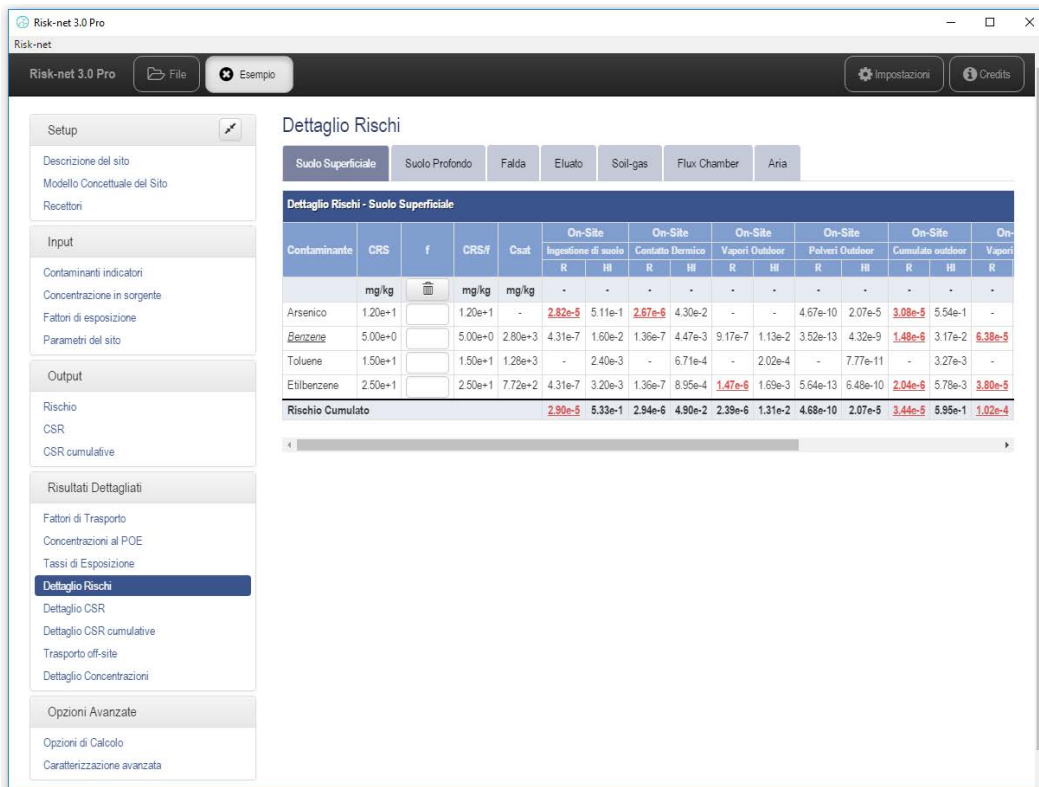 Risk-net 3.0 Pro
Risk-net
Risk-net 3.0 Pro File Esempio Impostazioni Credits
Setup
Descrizione del sito
Modello Concettuale del Sito
Recettori
Input
Contaminanti indicatori
Concentrazione in sorgente
Fattori di esposizione
Parametri del sito
Output
Rischio
CSR
CSR cumulative
Risultati Dettagliati
Fattori di Trasporto
Concentrazioni al POE
Tassi di Esposizione
Dettaglio Rischi
Dettaglio CSR
Dettaglio CSR cumulative
Trasporto off-site
Dettaglio Concentrazioni
Opzioni Avanzate
Opzioni di Calcolo
Caratterizzazione avanzata
Dettaglio Rischi
Suolo Superficiale Suolo Profondo Falda Eluato Soil-gas Flux Chamber Aria
Dettaglio Rischi - Suolo Superficiale
On-Site On-Site On-Site On-Site On-Site On-
Contaminante CRS f CRS/f Csat Ingestione di suolo Contatto Dermico Vapori Outdoor Polveri Outdoor Cumulato outdoor Vapori
R HI R HI R HI R HI R HI R
mg/kg mg/kg mg/kg - - - - - - - - - - -
Arsenico 1.20e+1 1.20e+1 - 2.82e-5 5.11e-1 2.67e-6 4.30e-2 - - 4.67e-10 2.07e-5 3.08e-5 5.54e-1 -
Benzene 5.00e+0 5.00e+0 2.80e+3 4.31e-7 1.60e-2 1.36e-7 4.47e-3 9.17e-7 1.13e-2 3.52e-13 4.32e-9 1.48e-6 3.17e-2 6.38e-5
Toluene 1.50e+1 1.50e+1 1.28e+3 - 2.40e-3 - 6.71e-4 - 2.02e-4 - 7.77e-11 - 3.27e-3 -
Etilbenzene 2.50e+1 2.50e+1 7.72e+2 4.31e-7 3.20e-3 1.36e-7 8.95e-4 1.47e-6 1.69e-3 5.64e-13 6.48e-10 2.04e-6 5.78e-3 3.80e-5
Rischio Cumulato 2.90e-5 5.33e-1 2.94e-6 4.90e-2 2.39e-6 1.31e-2 4.68e-10 2.07e-5 3.44e-5 5.95e-1 1.02e-4